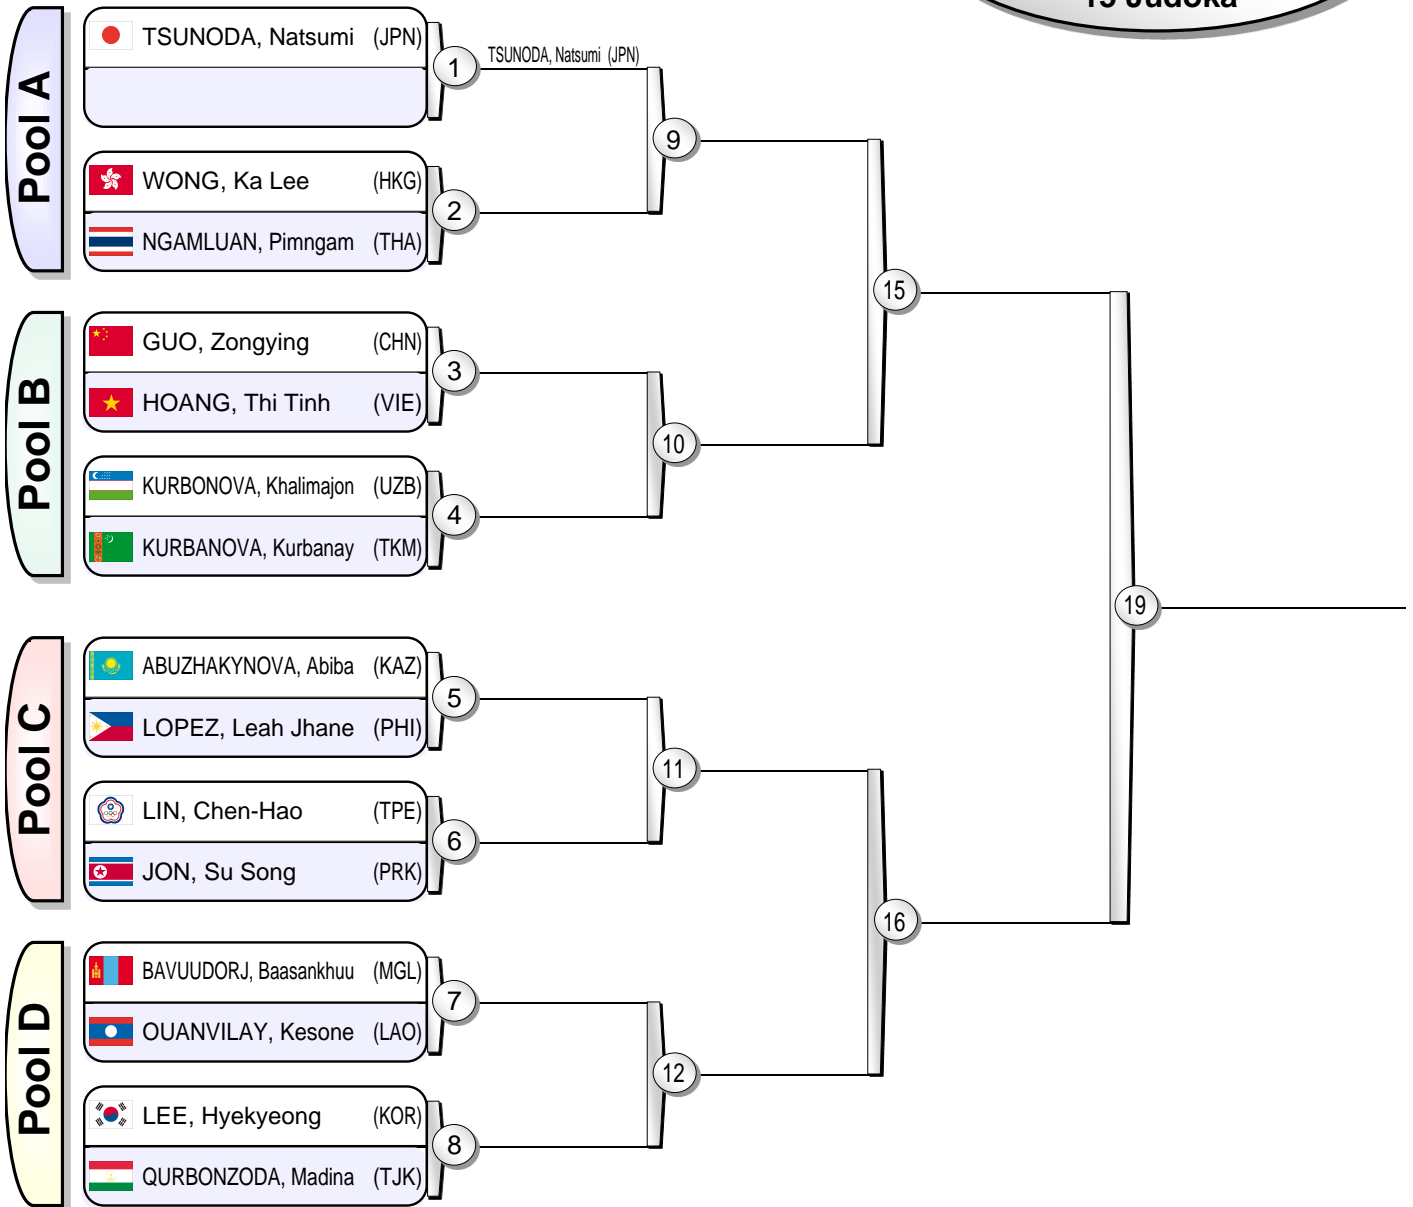 15 Judoka
Pool A
TSUNODA, Natsumi (JPN)
1
TSUNODA, Natsumi (JPN)
9
WONG, Ka Lee (HKG)
2
NGAMLUAN, Pimngam (THA)
15
Pool B
GUO, Zongying (CHN)
3
HOANG, Thi Tinh (VIE)
10
KURBONOVA, Khalimajon (UZB)
4
KURBANOVA, Kurbanay (TKM)
19
Pool C
ABUZHAKYNOVA, Abiba (KAZ)
5
LOPEZ, Leah Jhane (PHI)
11
LIN, Chen-Hao (TPE)
6
JON, Su Song (PRK)
16
Pool D
BAVUUDORJ, Baasankhuu (MGL)
7
OUANVILAY, Kesone (LAO)
12
LEE, Hyekyeong (KOR)
8
QURBONZODA, Madina (TJK)